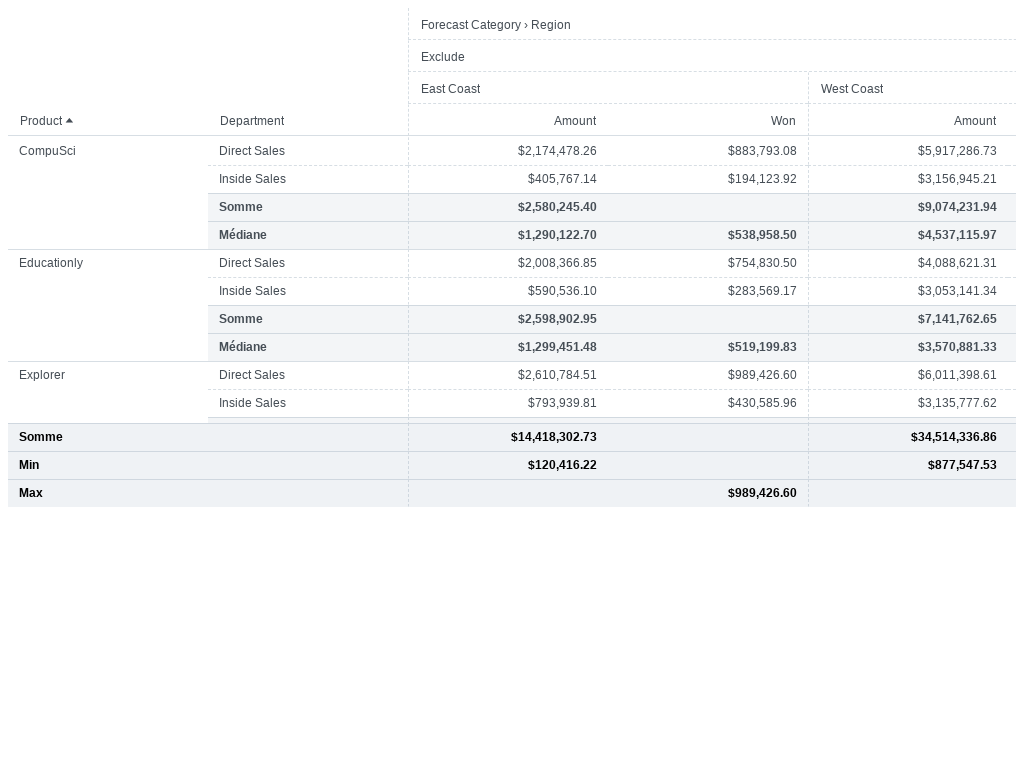 Forecast Category › Region
Exclude
East Coast West Coast
Product Department Amount Won Amount
CompuSci Direct Sales $2,174,478.26 $883,793.08 $5,917,286.73
Inside Sales $405,767.14 $194,123.92 $3,156,945.21
Somme $2,580,245.40 $9,074,231.94
Médiane $1,290,122.70 $538,958.50 $4,537,115.97
Educationly Direct Sales $2,008,366.85 $754,830.50 $4,088,621.31
Inside Sales $590,536.10 $283,569.17 $3,053,141.34
Somme $2,598,902.95 $7,141,762.65
Médiane $1,299,451.48 $519,199.83 $3,570,881.33
Explorer Direct Sales $2,610,784.51 $989,426.60 $6,011,398.61
Inside Sales $793,939.81 $430,585.96 $3,135,777.62
Somme $14,418,302.73 $34,514,336.86
Min $120,416.22 $877,547.53
Max $989,426.60